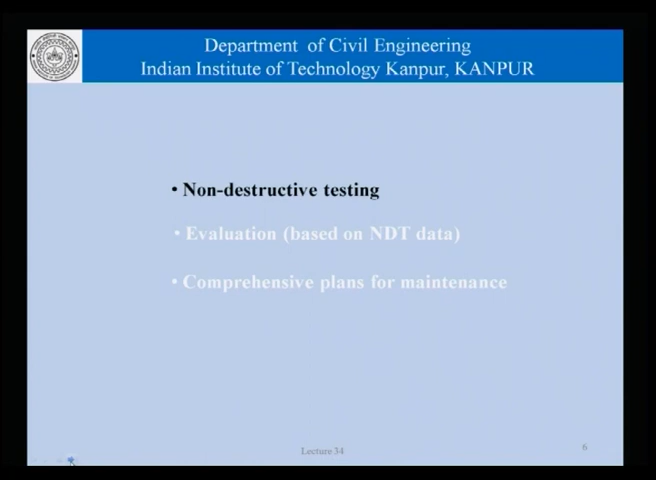 Department of Civil Engineering
Indian Institute of Technology Kanpur, KANPUR
• Non-destructive testing
• Evaluation (based on NDT data)
• Comprehensive plans for maintenance
Lecture 34
6